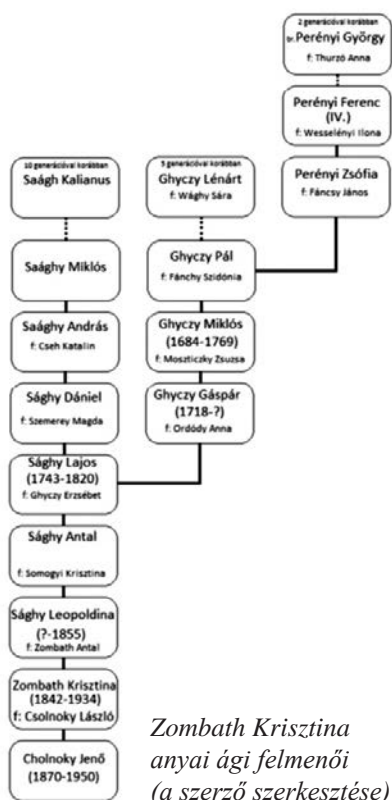 2 generációval korábban
br. Perényi György
f: Thurzó Anna
Perényi Ferenc
(IV.)
f: Wesselényi Ilona
Perényi Zsófia
f: Fáncsy János
5 generációval korábban
Ghyczy Lénárt
f: Wághy Sára
Ghyczy Pál
f: Fánchy Szidónia
Ghyczy Miklós
(1684-1769)
f: Moszticzky Zsuzsa
Ghyczy Gáspár
(1718-?)
f: Ordódy Anna
10 generációval korábban
Saágh Kalianus
Saághy Miklós
Saághy András
f: Cseh Katalin
Sághy Dániel
f: Szemerey Magda
Sághy Lajos
(1743-1820)
f: Ghyczy Erzsébet
Sághy Antal
f: Somogyi Krisztina
Sághy Leopoldina
(?-1855)
f: Zombath Antal
Zombath Krisztina
(1842-1934)
f: Csolnoky László
Cholnoky Jenő
(1870-1950)
Zombath Krisztina
anyai ági felmenői
(a szerző szerkesztése)